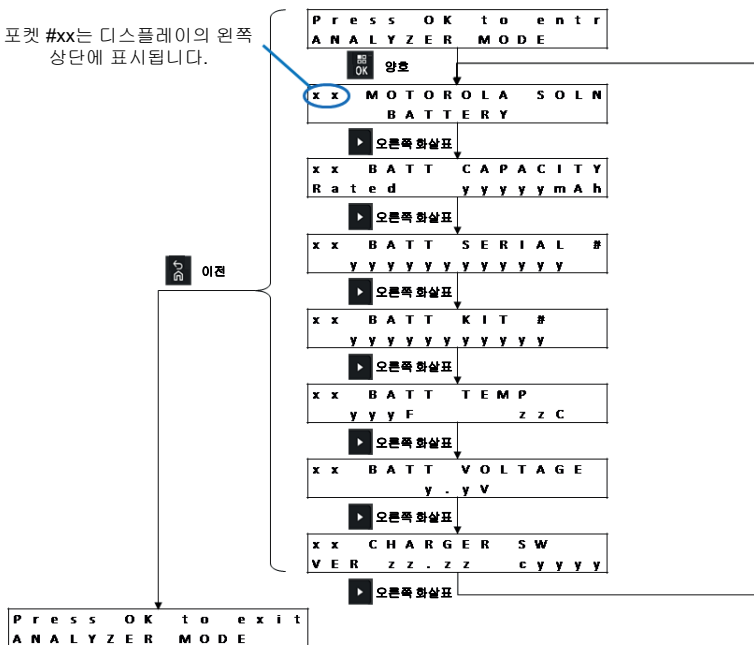 포켓 #xx는 디스플레이의 왼쪽
상단에 표시됩니다.
Press OK to entr
ANALYZER MODE
OK 양호
xx MOTOROLA SOLN
BATTERY
오른쪽 화살표
xx BATT CAPACITY
Rated yyyyymAh
오른쪽 화살표
xx BATT SERIAL #
yyyyyyyyyyyy
오른쪽 화살표
xx BATT KIT #
yyyyyyyyyyy
이전
오른쪽 화살표
xx BATT TEMP
yyyF zzC
오른쪽 화살표
xx BATT VOLTAGE
y.yV
오른쪽 화살표
xx CHARGER SW
VER zz.zz cyyyy
오른쪽 화살표
Press OK to exit
ANALYZER MODE